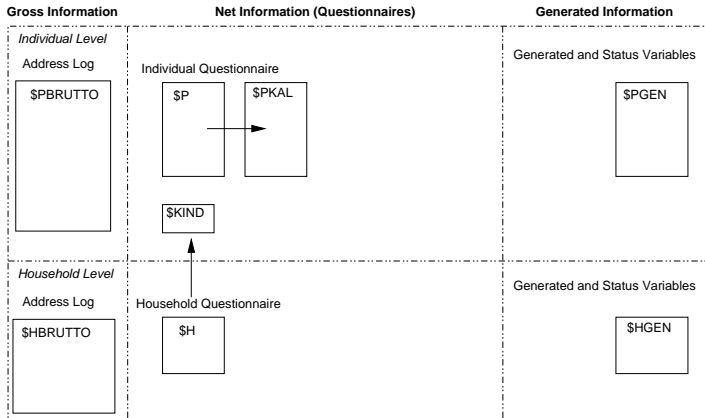 Gross Information
Net Information (Questionnaires)
Generated Information
Individual Level
Address Log
$PBRUTTO
Individual Questionnaire
$P
$PKAL
Generated and Status Variables
$PGEN
$KIND
Household Level
Address Log
$HBRUTTO
Household Questionnaire
$H
Generated and Status Variables
$HGEN